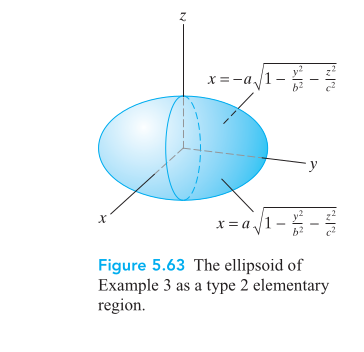 z
x = −a√(1 − y²/b² − z²/c²)
y
x
x = a√(1 − y²/b² − z²/c²)
Figure 5.63 The ellipsoid of
Example 3 as a type 2 elementary
region.